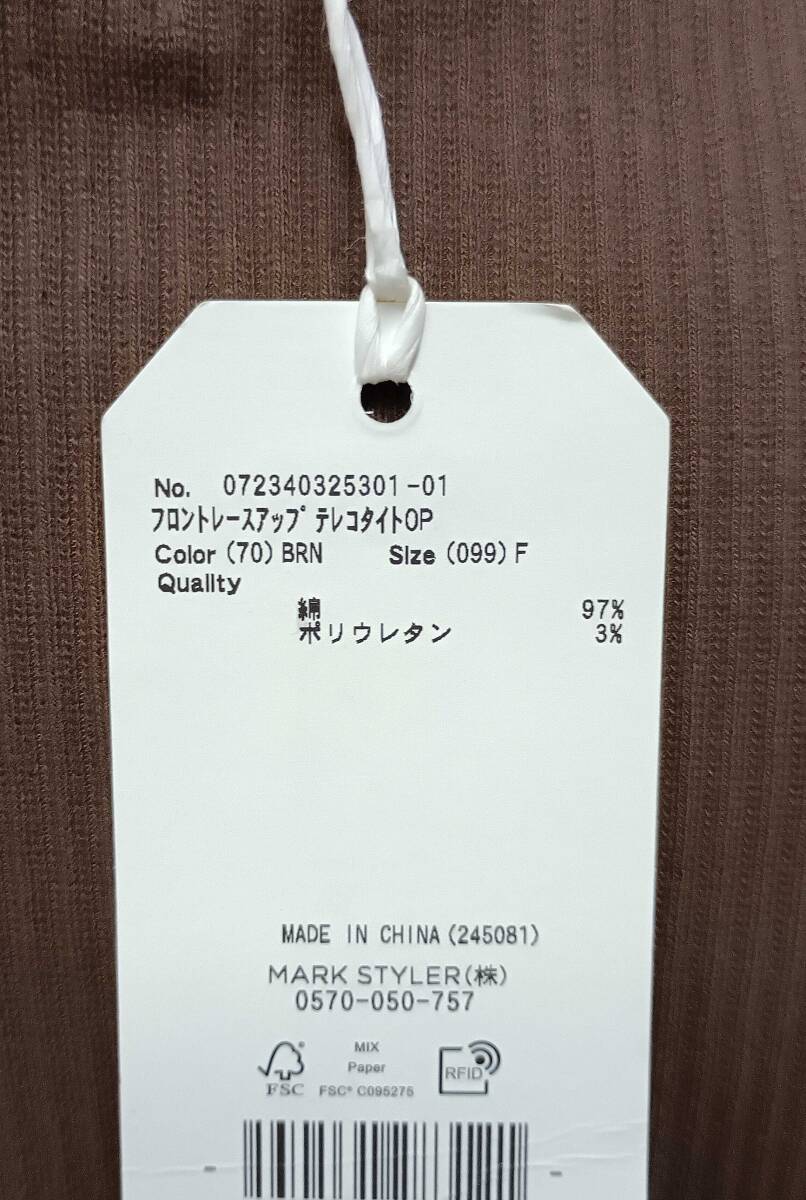 No. 072340325301-01
フロントレースアップ テレコタイトOP
Color (70) BRN Size (099) F
Quality
綿 97%
ポリウレタン 3%
MADE IN CHINA (245081)
MARK STYLER(株)
0570-050-757
MIX
Paper
FSC FSC® C095275
RFID